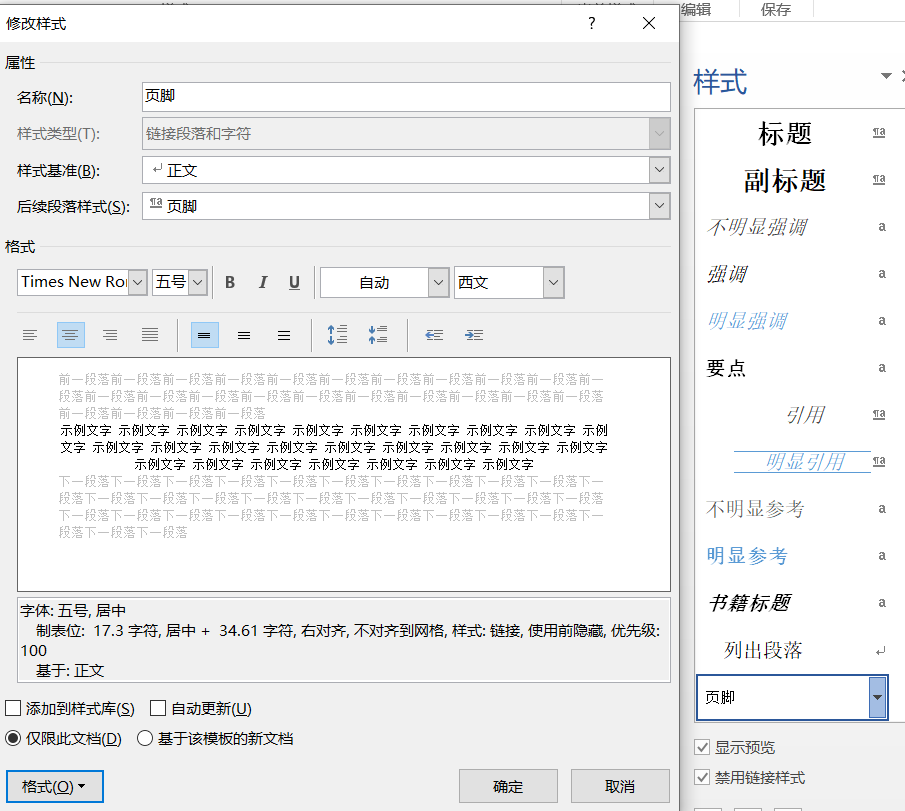 编辑
保存
修改样式
?
属性
名称(N):
页脚
样式类型(T):
链接段落和字符
样式基准(B):
正文
后续段落样式(S):
页脚
格式
Times New Ro
五号
B
I
U
自动
西文
前一段落前一段落前一段落前一段落前一段落前一段落前一段落前一段落前一段落前一段落前一
段落前一段落前一段落前一段落前一段落前一段落前一段落前一段落前一段落前一段落前一段落
前一段落前一段落前一段落前一段落
示例文字 示例文字 示例文字 示例文字 示例文字 示例文字 示例文字 示例文字 示例文字 示例
文字 示例文字 示例文字 示例文字 示例文字 示例文字 示例文字 示例文字 示例文字 示例文字
示例文字 示例文字 示例文字 示例文字 示例文字 示例文字 示例文字
下一段落下一段落下一段落下一段落下一段落下一段落下一段落下一段落下一段落下一段落下一
段落下一段落下一段落下一段落下一段落下一段落下一段落下一段落下一段落下一段落下一段落
下一段落下一段落下一段落下一段落下一段落下一段落下一段落下一段落下一段落下一段落下一
段落下一段落下一段落
字体: 五号, 居中
制表位: 17.3 字符, 居中 + 34.61 字符, 右对齐, 不对齐到网格, 样式: 链接, 使用前隐藏, 优先级:
100
基于: 正文
添加到样式库(S)
自动更新(U)
仅限此文档(D)
基于该模板的新文档
格式(O)
确定
取消
样式
标题
副标题
不明显强调 a
强调 a
明显强调 a
要点 a
引用
明显引用
不明显参考 a
明显参考 a
书籍标题 a
列出段落
页脚
显示预览
禁用链接样式